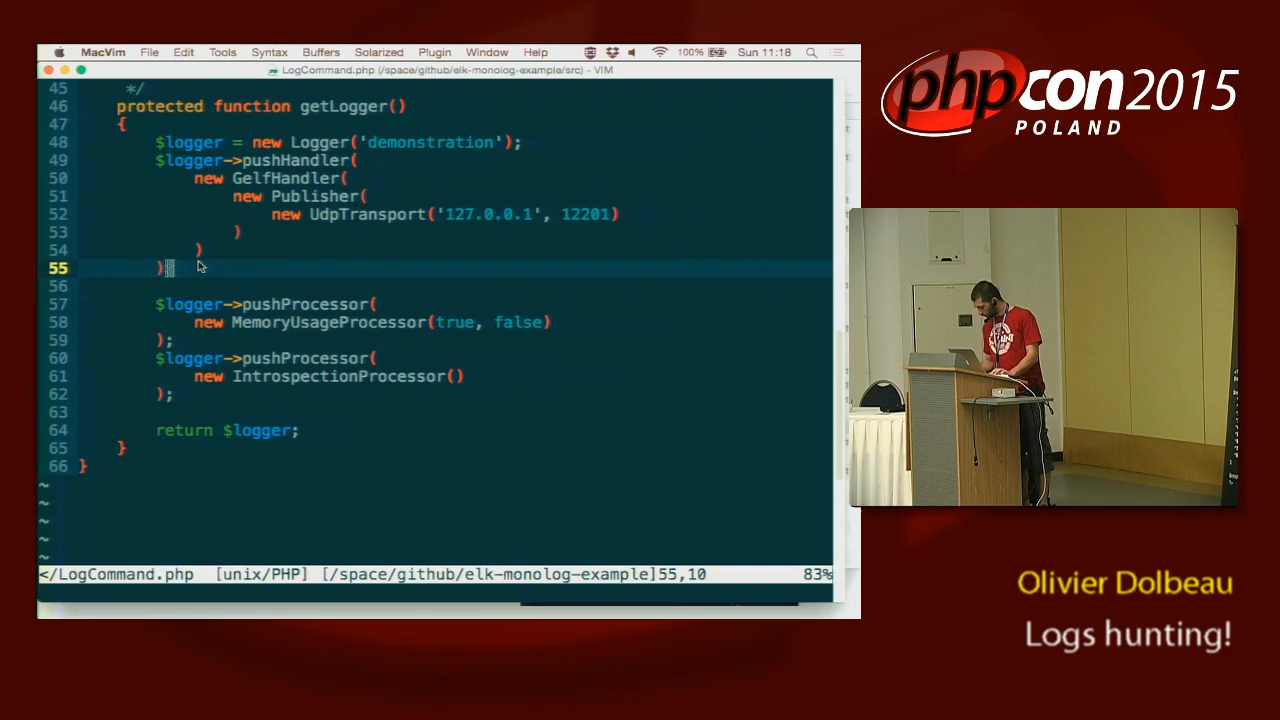 MacVim File Edit Tools Syntax Buffers Solarized Plugin Window Help 100% Sun 11:18
LogCommand.php (/space/github/elk-monolog-example/src) – VIM
45 */
46 protected function getLogger()
47 {
48 $logger = new Logger('demonstration');
49 $logger->pushHandler(
50 new GelfHandler(
51 new Publisher(
52 new UdpTransport('127.0.0.1', 12201)
53 )
54 )
55 );
56
57 $logger->pushProcessor(
58 new MemoryUsageProcessor(true, false)
59 );
60 $logger->pushProcessor(
61 new IntrospectionProcessor()
62 );
63
64 return $logger;
65 }
66 }
~
~
~
~
~
</LogCommand.php [unix/PHP] [/space/github/elk-monolog-example]55,10 83%
phpcon 2015
POLAND
Olivier Dolbeau
Logs hunting!